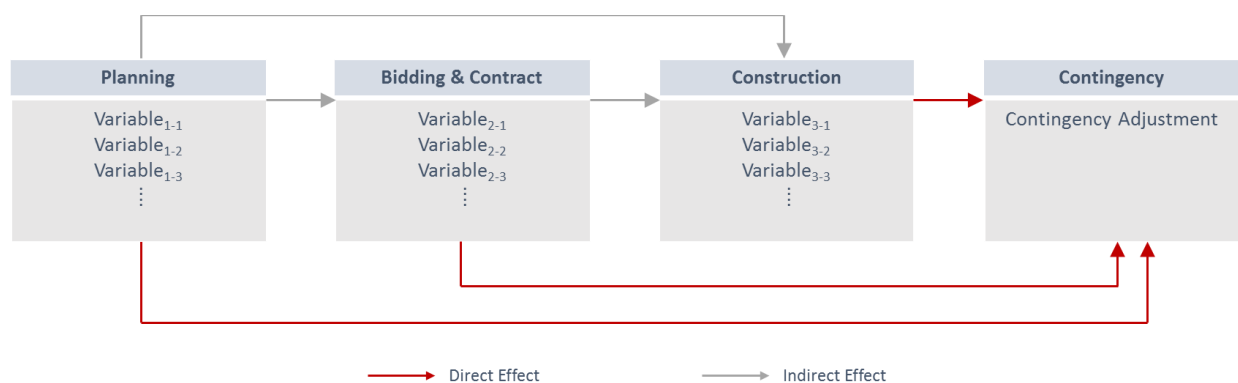 Planning
Variable1-1
Variable1-2
Variable1-3
⋮
Bidding & Contract
Variable2-1
Variable2-2
Variable2-3
⋮
Construction
Variable3-1
Variable3-2
Variable3-3
⋮
Contingency
Contingency Adjustment
Direct Effect
Indirect Effect